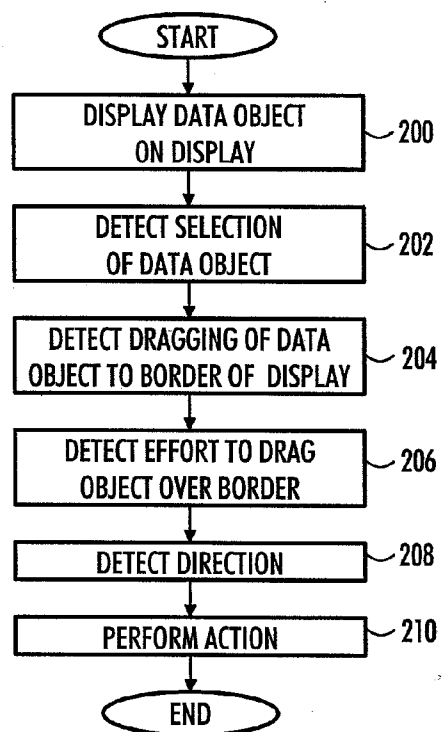 START
DISPLAY DATA OBJECT
ON DISPLAY
200
DETECT SELECTION
OF DATA OBJECT
202
DETECT DRAGGING OF DATA
OBJECT TO BORDER OF DISPLAY
204
DETECT EFFORT TO DRAG
OBJECT OVER BORDER
206
DETECT DIRECTION
208
PERFORM ACTION
210
END